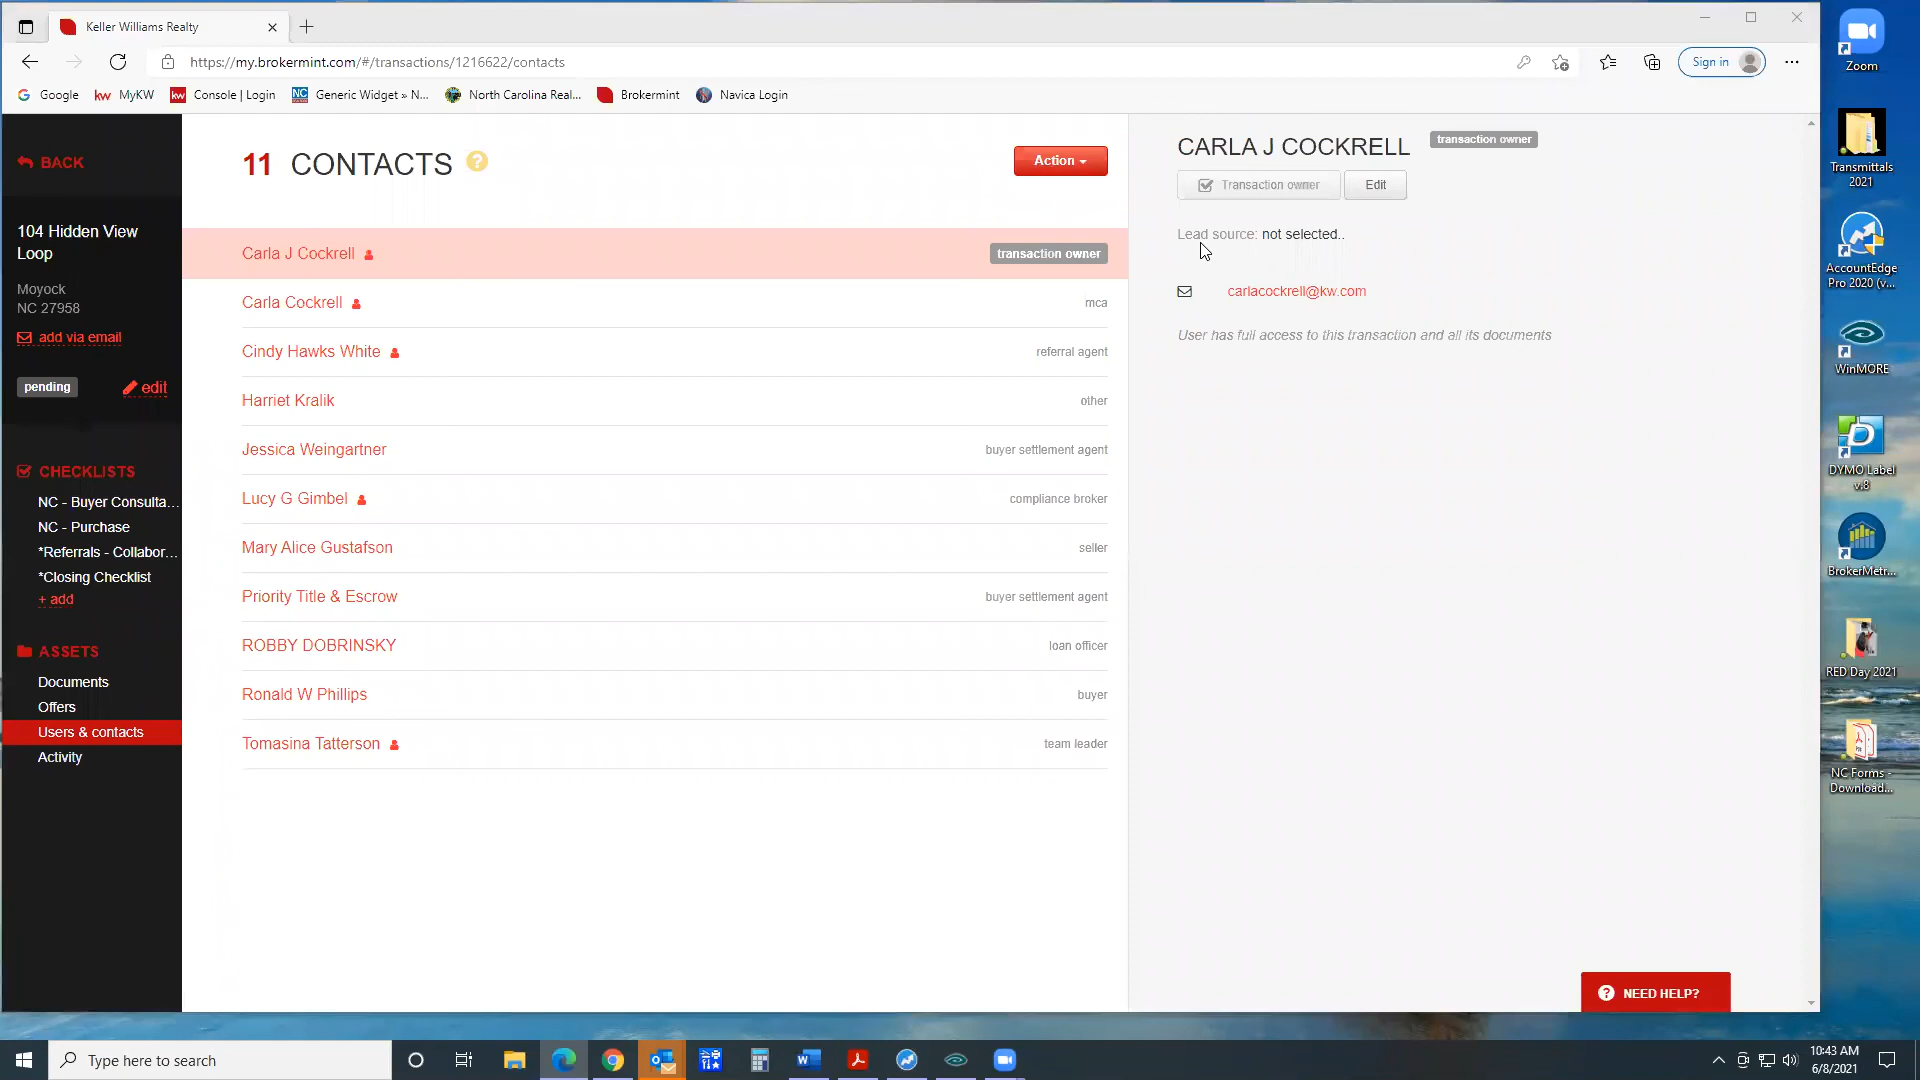 Keller Williams Realty
https://my.brokermint.com/#/transactions/1216622/contacts
Sign in
Google
MyKW
Console | Login
Generic Widget » N...
North Carolina Real...
Brokermint
Navica Login
BACK
104 Hidden View
Loop
Moyock
NC 27958
add via email
pending
edit
CHECKLISTS
NC - Buyer Consulta...
NC - Purchase
*Referrals - Collabor...
*Closing Checklist
+ add
ASSETS
Documents
Offers
Users & contacts
Activity
11 CONTACTS
Action
Carla J Cockrell transaction owner
Carla Cockrell mca
Cindy Hawks White referral agent
Harriet Kralik other
Jessica Weingartner buyer settlement agent
Lucy G Gimbel compliance broker
Mary Alice Gustafson seller
Priority Title & Escrow buyer settlement agent
ROBBY DOBRINSKY loan officer
Ronald W Phillips buyer
Tomasina Tatterson team leader
CARLA J COCKRELL transaction owner
Transaction owner Edit
Lead source: not selected..
carlacockrell@kw.com
User has full access to this transaction and all its documents
NEED HELP?
Zoom
Transmittals
2021
AccountEdge
Pro 2020 (v...
WinMORE
DYMO Label
v.8
BrokerMetr...
RED Day 2021
NC Forms -
Download...
Type here to search
10:43 AM
6/8/2021